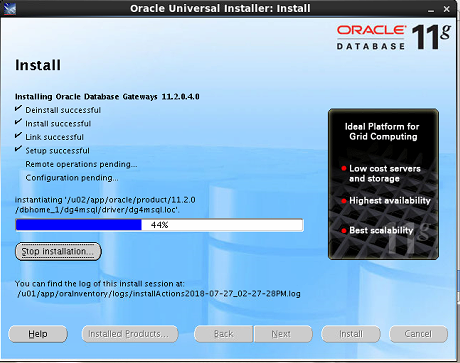 Oracle Universal Installer: Install
ORACLE
DATABASE 11g
Install
Installing Oracle Database Gateways 11.2.0.4.0
Deinstall successful
Install successful
Link successful
Setup successful
Remote operations pending...
Configuration pending...
instantiating '/u02/app/oracle/product/11.2.0
/dbhome_1/dg4msql/driver/dg4msql.loc'.
44%
Stop installation...
You can find the log of this install session at:
/u01/app/oraInventory/logs/installActions2018-07-27_02-27-28PM.log
Ideal Platform for
Grid Computing
Low cost servers
and storage
Highest availability
Best scalability
11g
Help
Installed Products...
Back
Next
Install
Cancel